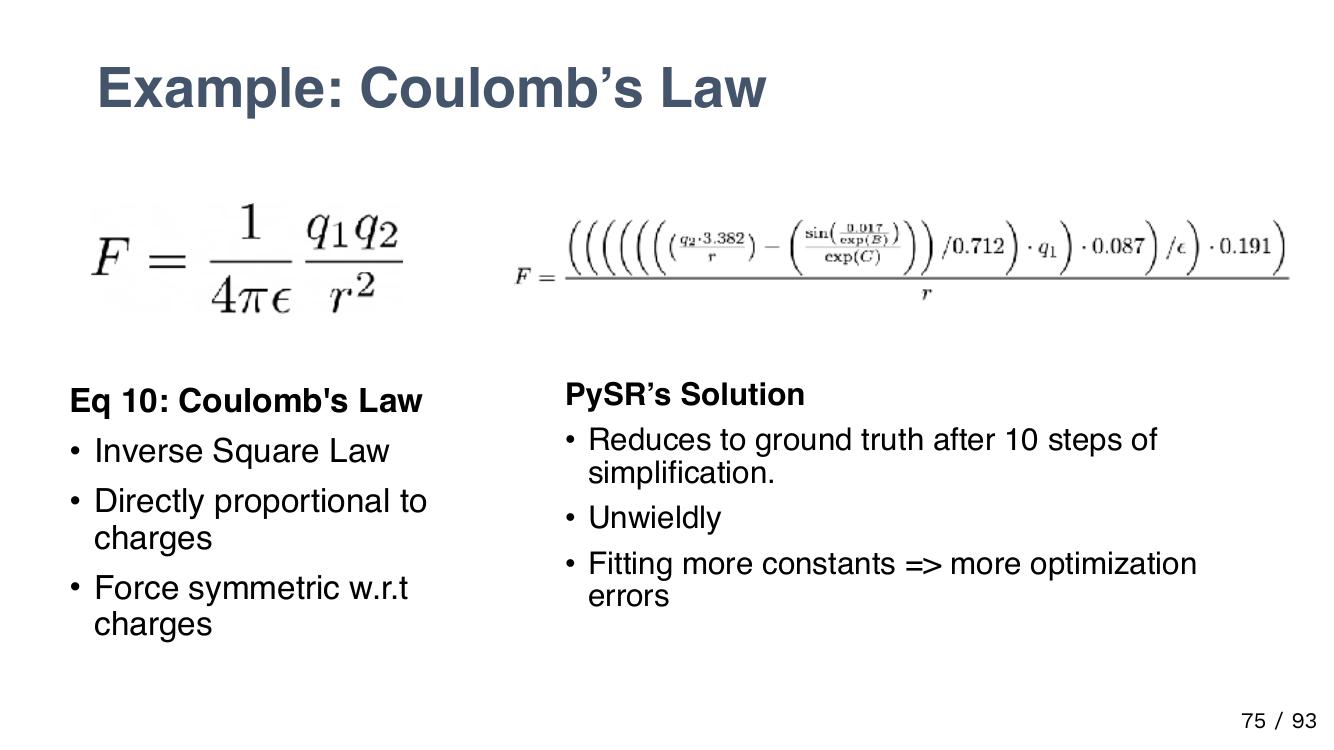 Example: Coulomb’s Law
F = \frac{1}{4\pi\epsilon} \frac{q_1 q_2}{r^2}
F = \frac{\left(\left(\left(\left(\left(\left(\left(\frac{q_2 \cdot 3.382}{r}\right) - \left(\frac{\sin\left(\frac{0.017}{\exp(B)}\right)}{\exp(C)}\right)\right)\right) / 0.712\right) \cdot q_1\right) \cdot 0.087\right) / \epsilon\right) \cdot 0.191\right)}{r}
Eq 10: Coulomb's Law
• Inverse Square Law
• Directly proportional to
charges
• Force symmetric w.r.t
charges
PySR’s Solution
• Reduces to ground truth after 10 steps of
simplification.
• Unwieldly
• Fitting more constants => more optimization
errors
75 / 93